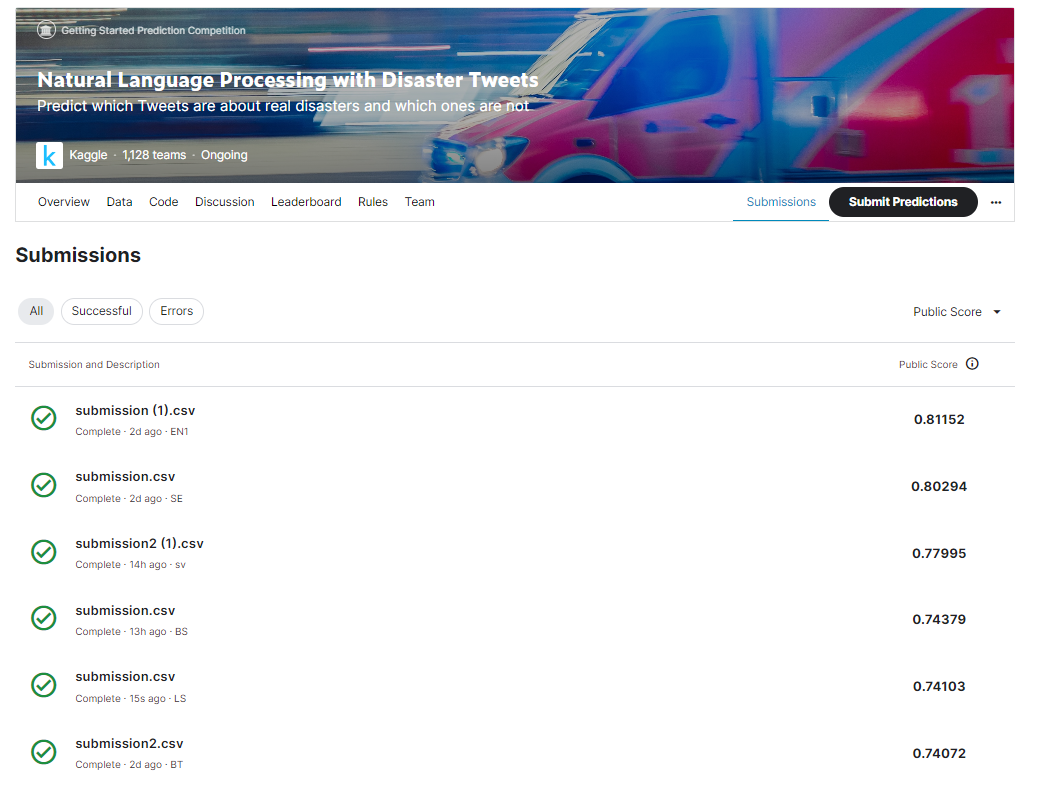 Getting Started Prediction Competition
Natural Language Processing with Disaster Tweets
Predict which Tweets are about real disasters and which ones are not
k Kaggle · 1,128 teams · Ongoing
Overview Data Code Discussion Leaderboard Rules Team Submissions Submit Predictions ...
Submissions
All Successful Errors Public Score
Submission and Description Public Score
submission (1).csv
Complete · 2d ago · EN1
0.81152
submission.csv
Complete · 2d ago · SE
0.80294
submission2 (1).csv
Complete · 14h ago · sv
0.77995
submission.csv
Complete · 13h ago · BS
0.74379
submission.csv
Complete · 15s ago · LS
0.74103
submission2.csv
Complete · 2d ago · BT
0.74072